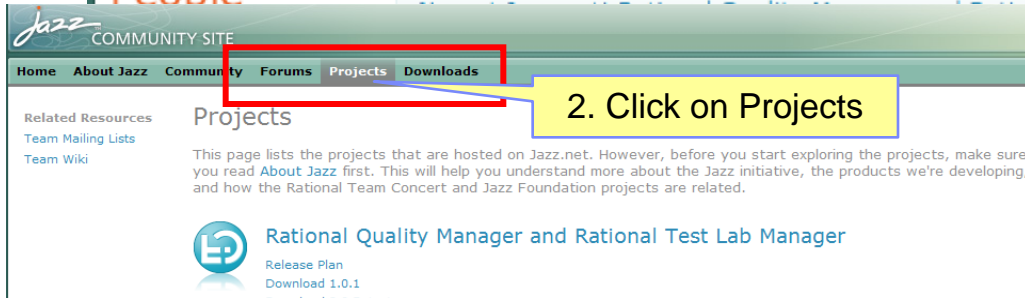 jazz COMMUNITY SITE
Home About Jazz Community Forums Projects Downloads
2. Click on Projects
Related Resources
Team Mailing Lists
Team Wiki
Projects
This page lists the projects that are hosted on Jazz.net. However, before you start exploring the projects, make sure
you read About Jazz first. This will help you understand more about the Jazz initiative, the products we're developing,
and how the Rational Team Concert and Jazz Foundation projects are related.
Rational Quality Manager and Rational Test Lab Manager
Release Plan
Download 1.0.1